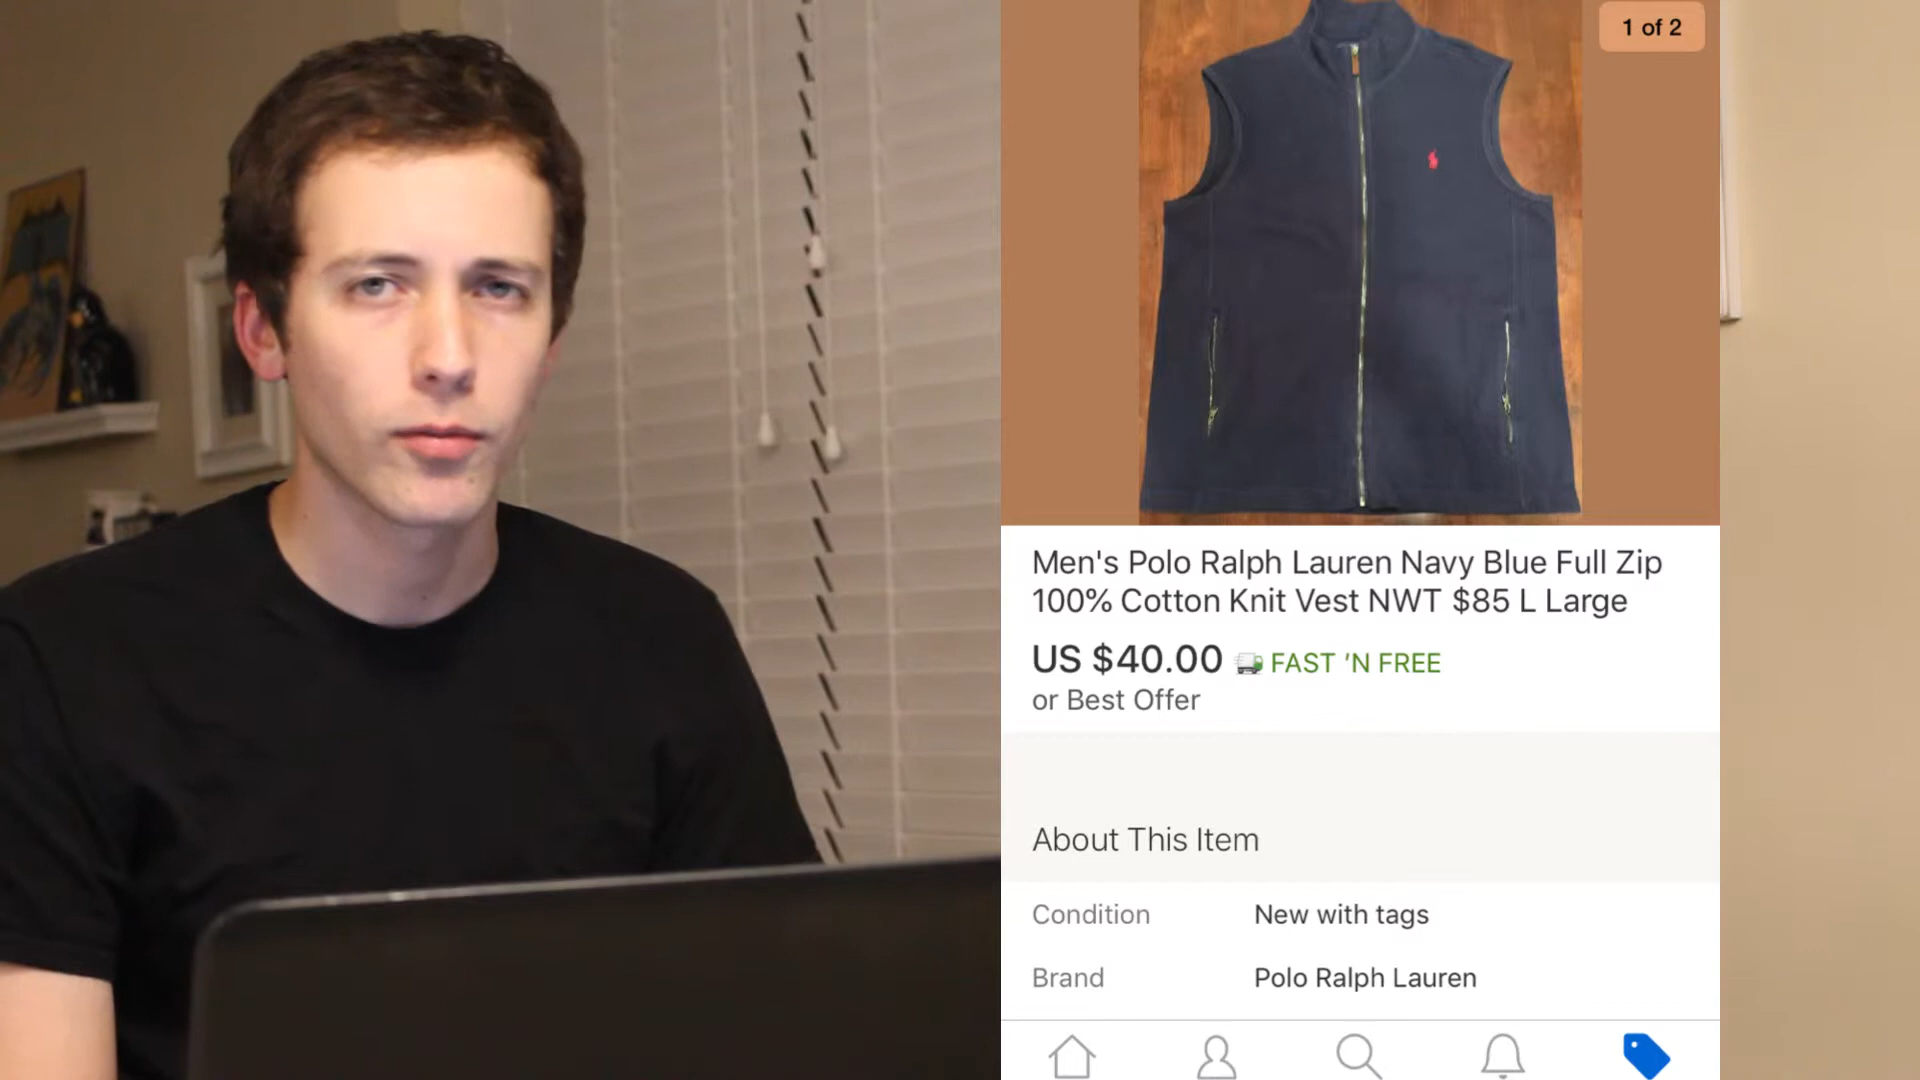 1 of 2
Men's Polo Ralph Lauren Navy Blue Full Zip
100% Cotton Knit Vest NWT $85 L Large
US $40.00 FAST 'N FREE
or Best Offer
About This Item
Condition New with tags
Brand Polo Ralph Lauren